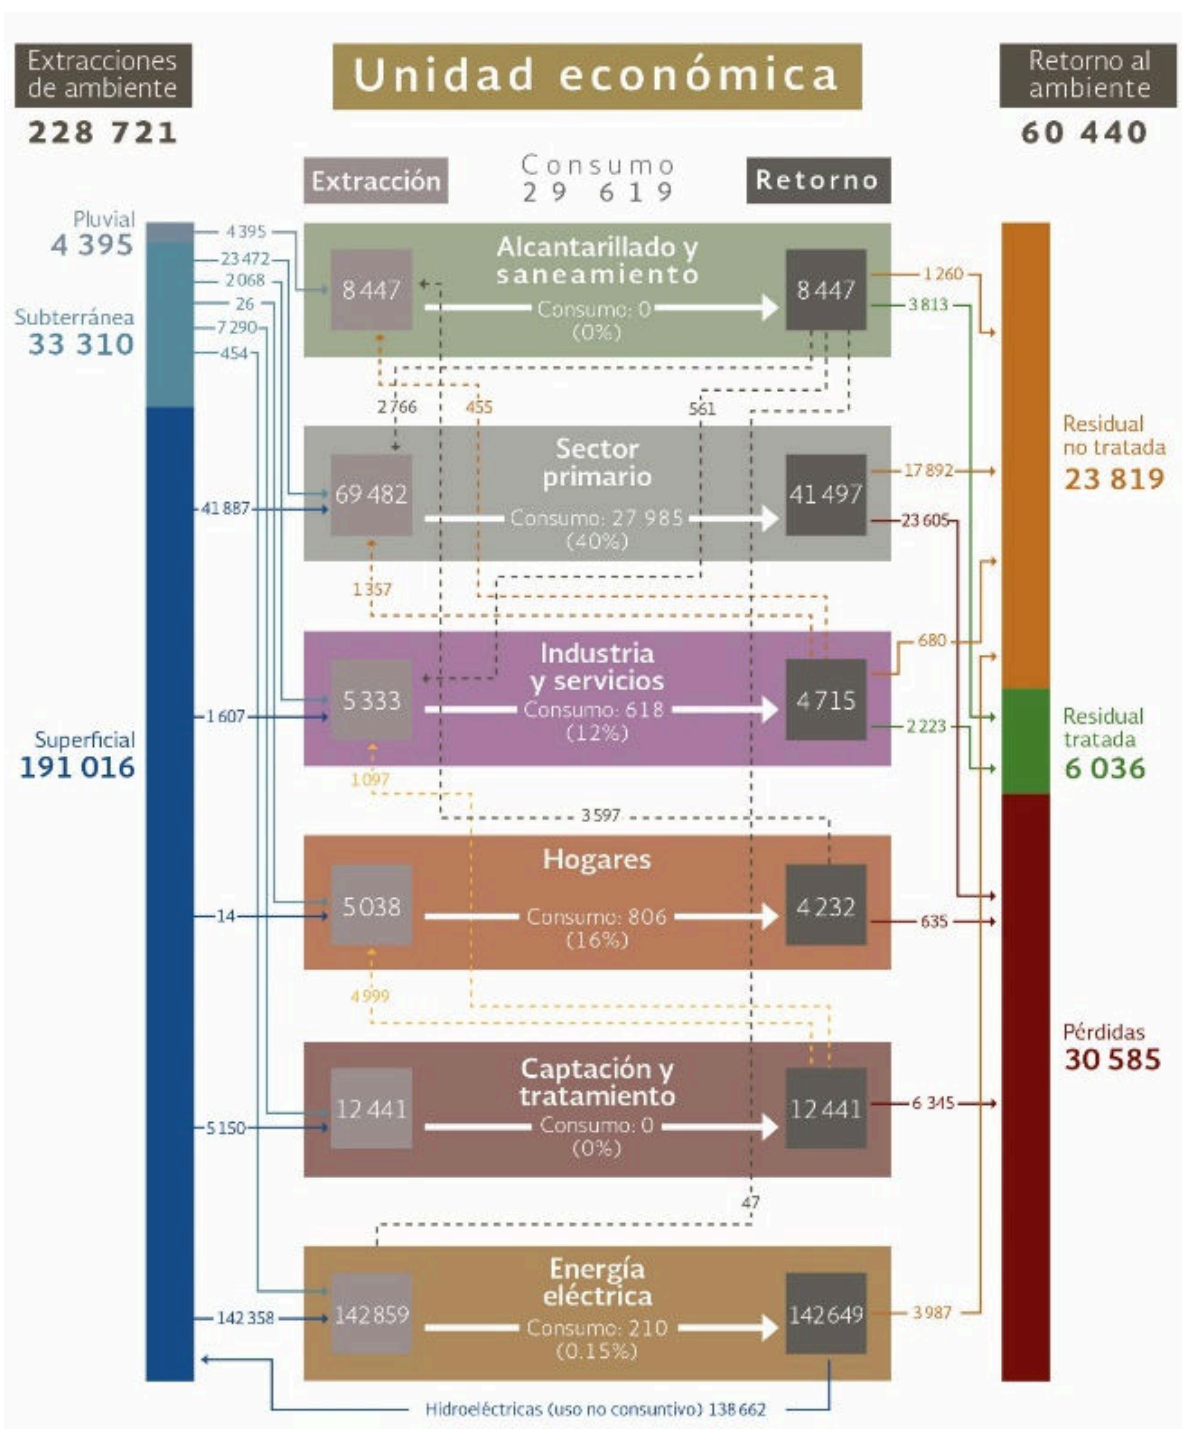 Extracciones
de ambiente
228 721
Unidad económica
Retorno al
ambiente
60 440
Extracción
Consumo
29 619
Retorno
Pluvial
4 395
Subterránea
33 310
Superficial
191 016
4 395
23 472
2 068
26
7 290
454
41 887
1 607
14
5 150
142 358
Alcantarillado y
saneamiento
8 447
Consumo: 0
(0%)
8 447
1 260
3 813
2 766
455
561
Sector
primario
69 482
Consumo: 27 985
(40%)
41 497
17 892
23 605
1 357
Industria
y servicios
5 333
Consumo: 618
(12%)
4 715
680
2 223
1 097
3 597
Hogares
5 038
Consumo: 806
(16%)
4 232
635
4 999
Captación y
tratamiento
12 441
Consumo: 0
(0%)
12 441
6 345
47
Energía
eléctrica
142 859
Consumo: 210
(0.15%)
142 649
3 987
Hidroeléctricas (uso no consuntivo) 138 662
Residual
no tratada
23 819
Residual
tratada
6 036
Pérdidas
30 585